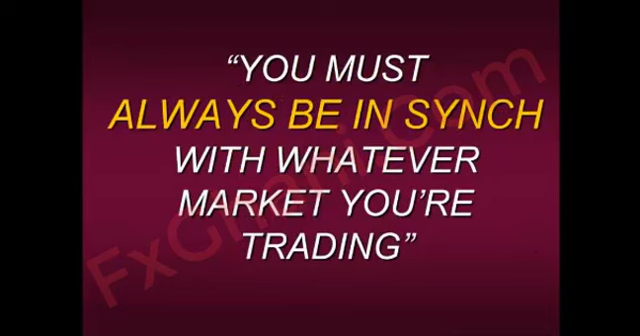 “YOU MUST
ALWAYS BE IN SYNCH
WITH WHATEVER
MARKET YOU’RE
TRADING”